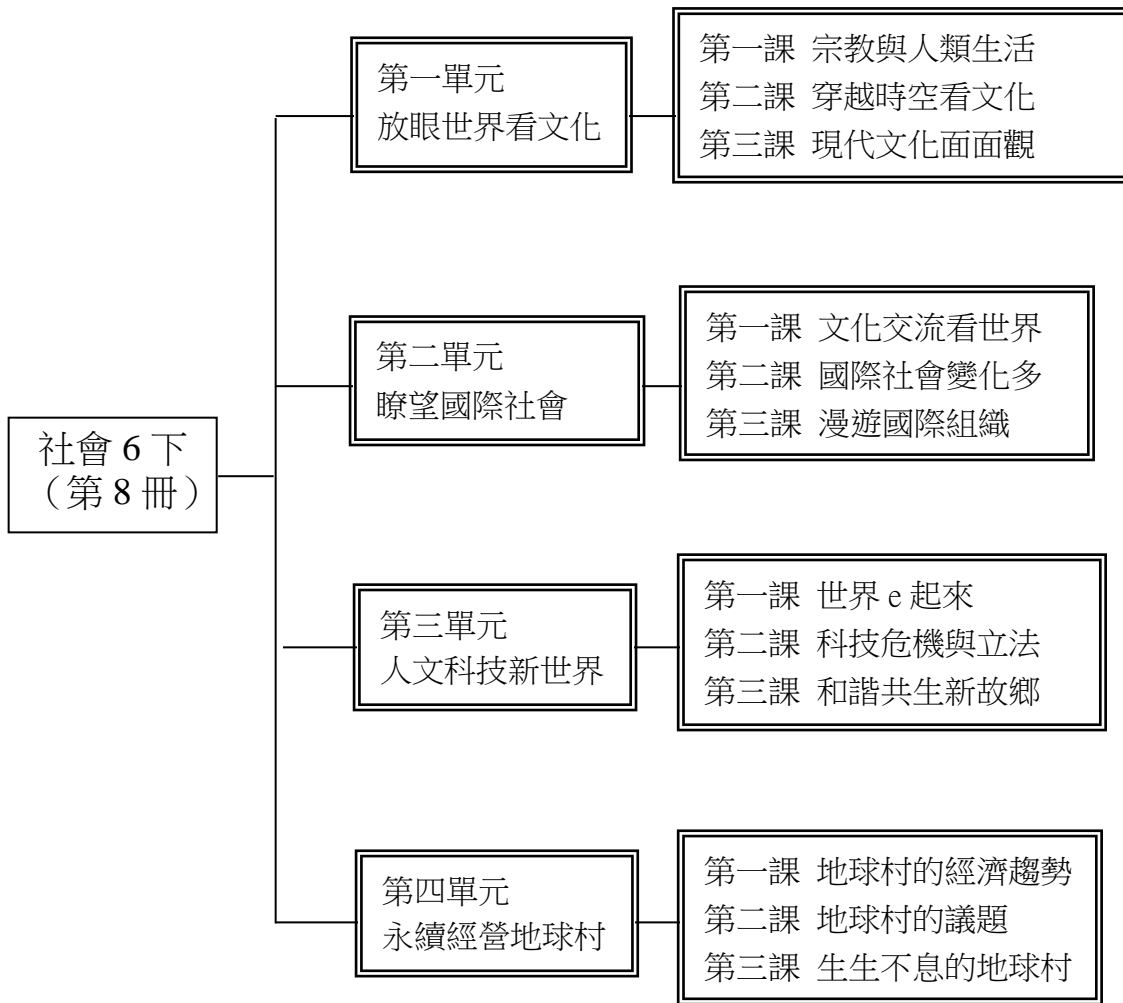 社會 6 下
（第 8 冊）
第一單元
放眼世界看文化
第一課 宗教與人類生活
第二課 穿越時空看文化
第三課 現代文化面面觀
第二單元
瞭望國際社會
第一課 文化交流看世界
第二課 國際社會變化多
第三課 漫遊國際組織
第三單元
人文科技新世界
第一課 世界 e 起來
第二課 科技危機與立法
第三課 和諧共生新故鄉
第四單元
永續經營地球村
第一課 地球村的經濟趨勢
第二課 地球村的議題
第三課 生生不息的地球村